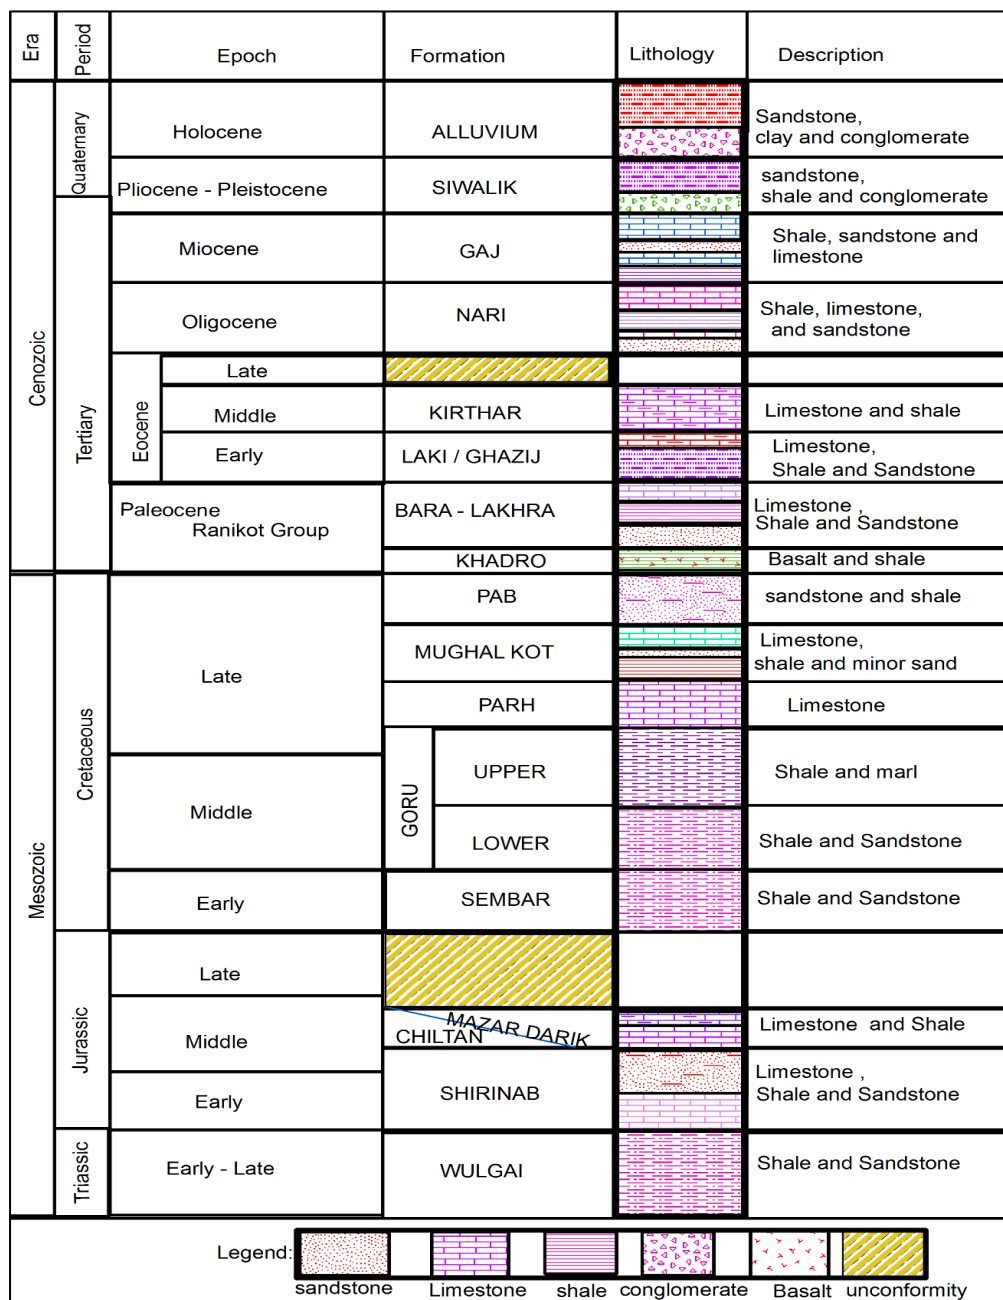 Era
Period
Epoch
Formation
Lithology
Description
Cenozoic
Quaternary
Holocene
ALLUVIUM
Sandstone,
clay and conglomerate
Pliocene - Pleistocene
SIWALIK
sandstone,
shale and conglomerate
Tertiary
Miocene
GAJ
Shale, sandstone and
limestone
Oligocene
NARI
Shale, limestone,
and sandstone
Eocene
Late
Middle
KIRTHAR
Limestone and shale
Early
LAKI / GHAZIJ
Limestone,
Shale and Sandstone
Paleocene
Ranikot Group
BARA - LAKHRA
Limestone ,
Shale and Sandstone
KHADRO
Basalt and shale
Mesozoic
Cretaceous
Late
PAB
sandstone and shale
MUGHAL KOT
Limestone,
shale and minor sand
PARH
Limestone
Middle
GORU
UPPER
Shale and marl
LOWER
Shale and Sandstone
Early
SEMBAR
Shale and Sandstone
Jurassic
Late
Middle
MAZAR DARIK
CHILTAN
Limestone and Shale
Early
SHIRINAB
Limestone ,
Shale and Sandstone
Triassic
Early - Late
WULGAI
Shale and Sandstone
Legend:
sandstone
Limestone
shale
conglomerate
Basalt
unconformity